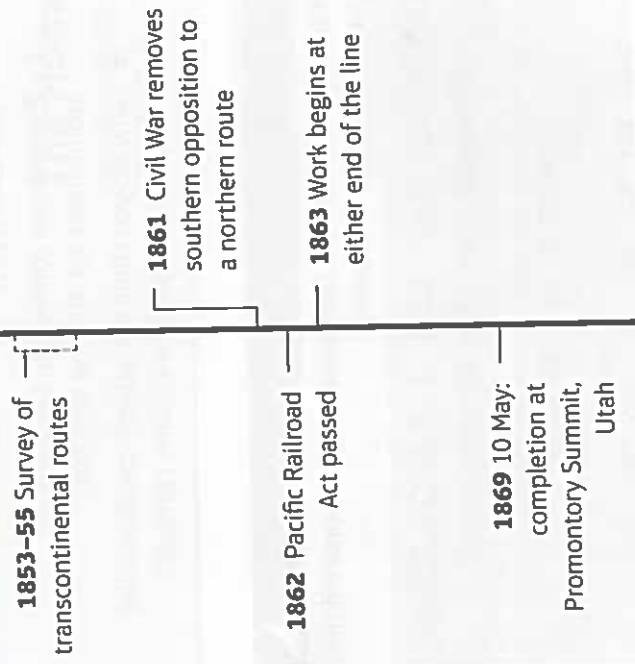 1853–55 Survey of
transcontinental routes
1861 Civil War removes
southern opposition to
a northern route
1862 Pacific Railroad
Act passed
1863 Work begins at
either end of the line
1869 10 May:
completion at
Promontory Summit,
Utah